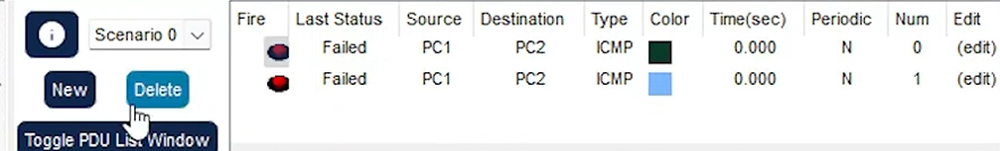 Fire Last Status Source Destination Type Color Time(sec) Periodic Num Edit
Scenario 0
Failed PC1 PC2 ICMP 0.000 N 0 (edit)
New Delete
Failed PC1 PC2 ICMP 0.000 N 1 (edit)
Toggle PDU List Window